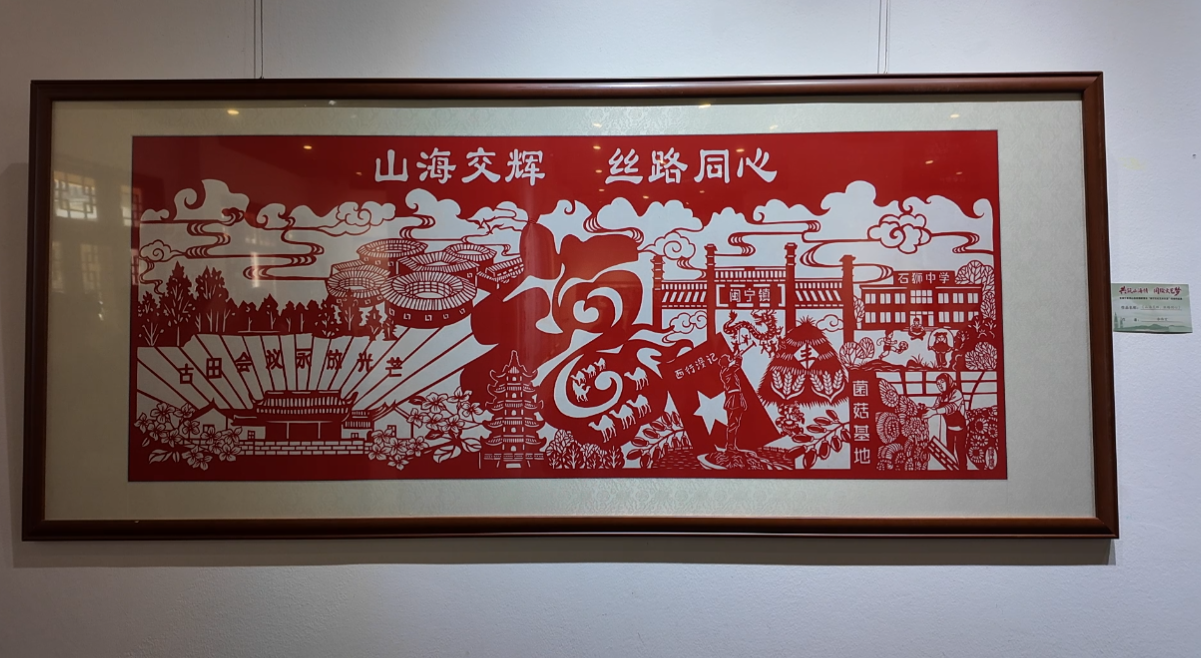 山海交辉 丝路同心
石狮中学
闽宁镇
古田会议永放光芒
西行漫记
丰
菌菇基地